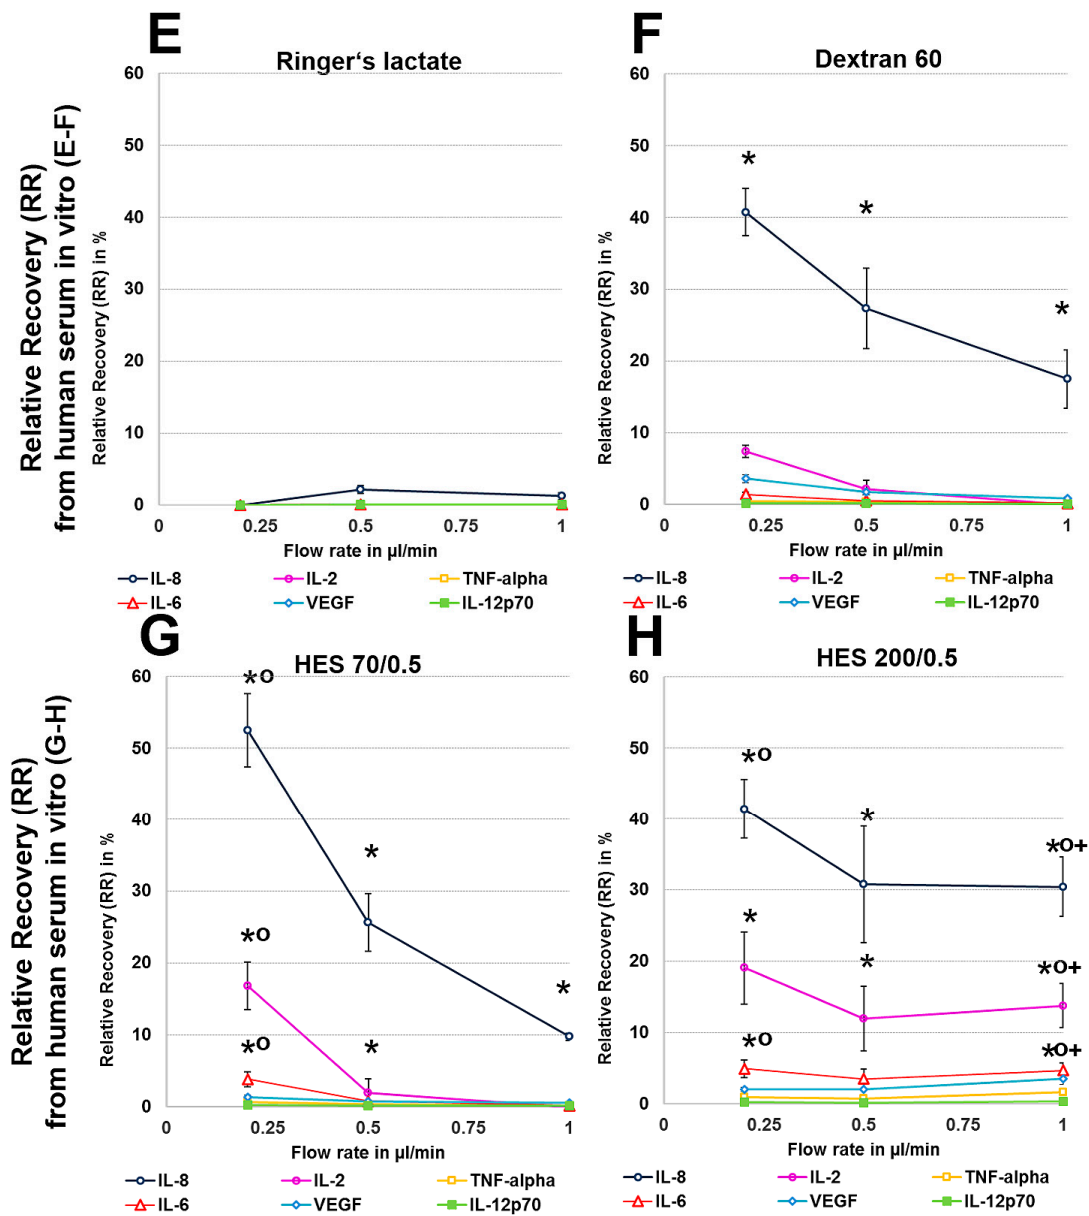 E
Ringer‘s lactate
Relative Recovery (RR)
from human serum in vitro (E-F)
Relative Recovery (RR) in %
60
50
40
30
20
10
0
0
0.25
0.5
0.75
1
Flow rate in µl/min
IL-8
IL-2
TNF-alpha
IL-6
VEGF
IL-12p70
F
Dextran 60
Relative Recovery (RR) in %
60
50
40
30
20
10
0
*
*
*
0
0.25
0.5
0.75
1
Flow rate in µl/min
IL-8
IL-2
TNF-alpha
IL-6
VEGF
IL-12p70
G
HES 70/0.5
Relative Recovery (RR)
from human serum in vitro (G-H)
Relative Recovery (RR) in %
60
50
40
30
20
10
0
*o
*
*o
*
*o
*
0
0.25
0.5
0.75
1
Flow rate in µl/min
IL-8
IL-2
TNF-alpha
IL-6
VEGF
IL-12p70
H
HES 200/0.5
Relative Recovery (RR) in %
60
50
40
30
20
10
0
*o
*
*o+
*
*
*o+
*o
*o+
0
0.25
0.5
0.75
1
Flow rate in µl/min
IL-8
IL-2
TNF-alpha
IL-6
VEGF
IL-12p70